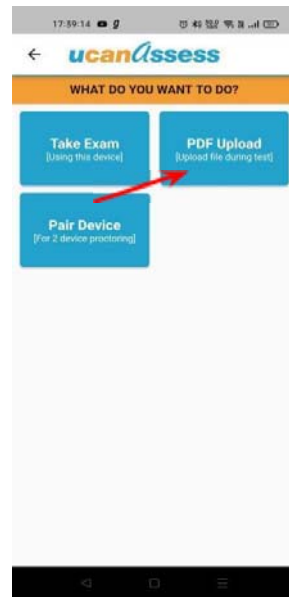 17:59:14
ucanAssess
WHAT DO YOU WANT TO DO?
Take Exam
[Using this device]
PDF Upload
[Upload file during test]
Pair Device
[For 2 device proctoring]